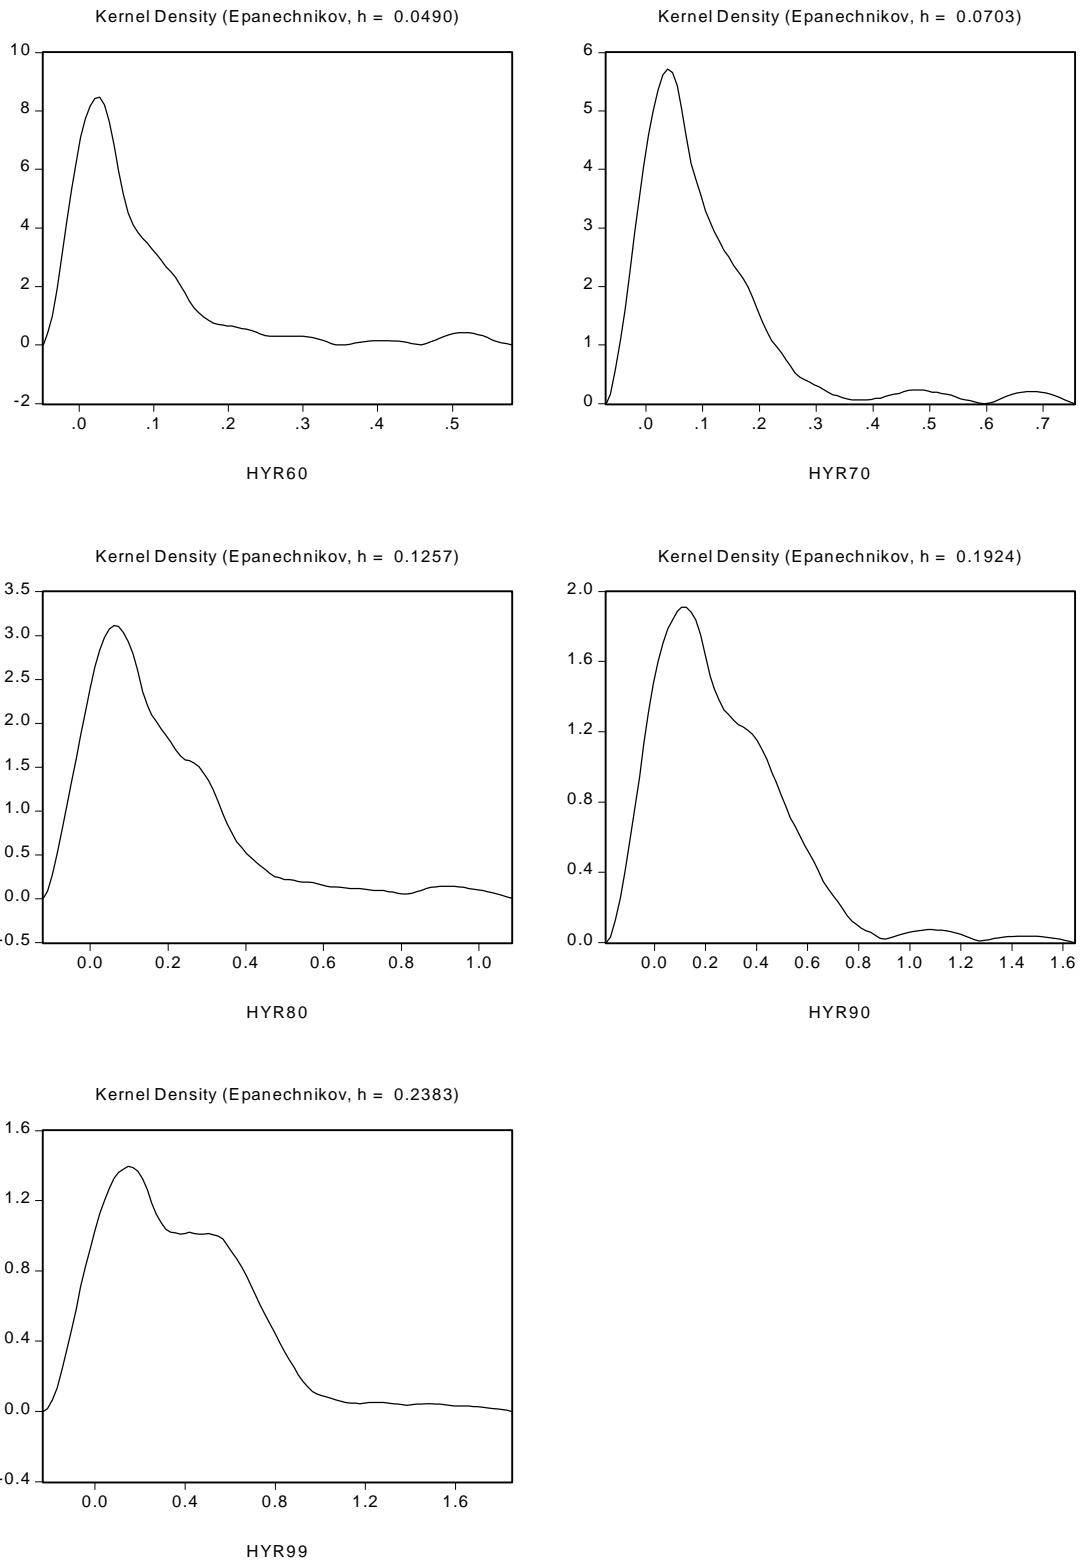 Kernel Density (Epanechnikov, h = 0.0490)
10
8
6
4
2
0
-2
.0 .1 .2 .3 .4 .5
HYR60
Kernel Density (Epanechnikov, h = 0.0703)
6
5
4
3
2
1
0
.0 .1 .2 .3 .4 .5 .6 .7
HYR70
Kernel Density (Epanechnikov, h = 0.1257)
3.5
3.0
2.5
2.0
1.5
1.0
0.5
0.0
-0.5
0.0 0.2 0.4 0.6 0.8 1.0
HYR80
Kernel Density (Epanechnikov, h = 0.1924)
2.0
1.6
1.2
0.8
0.4
0.0
0.0 0.2 0.4 0.6 0.8 1.0 1.2 1.4 1.6
HYR90
Kernel Density (Epanechnikov, h = 0.2383)
1.6
1.2
0.8
0.4
0.0
-0.4
0.0 0.4 0.8 1.2 1.6
HYR99